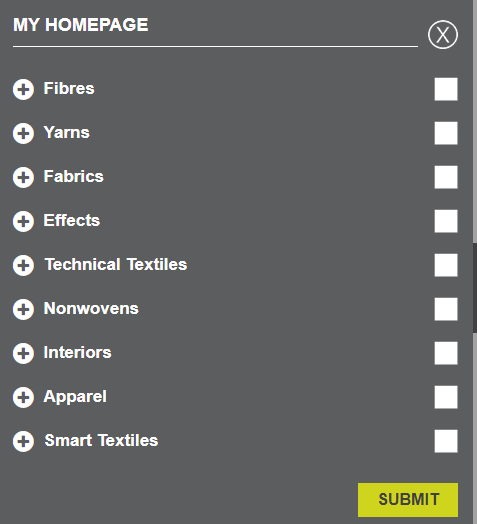 MY HOMEPAGE
X
Fibres
Yarns
Fabrics
Effects
Technical Textiles
Nonwovens
Interiors
Apparel
Smart Textiles
SUBMIT